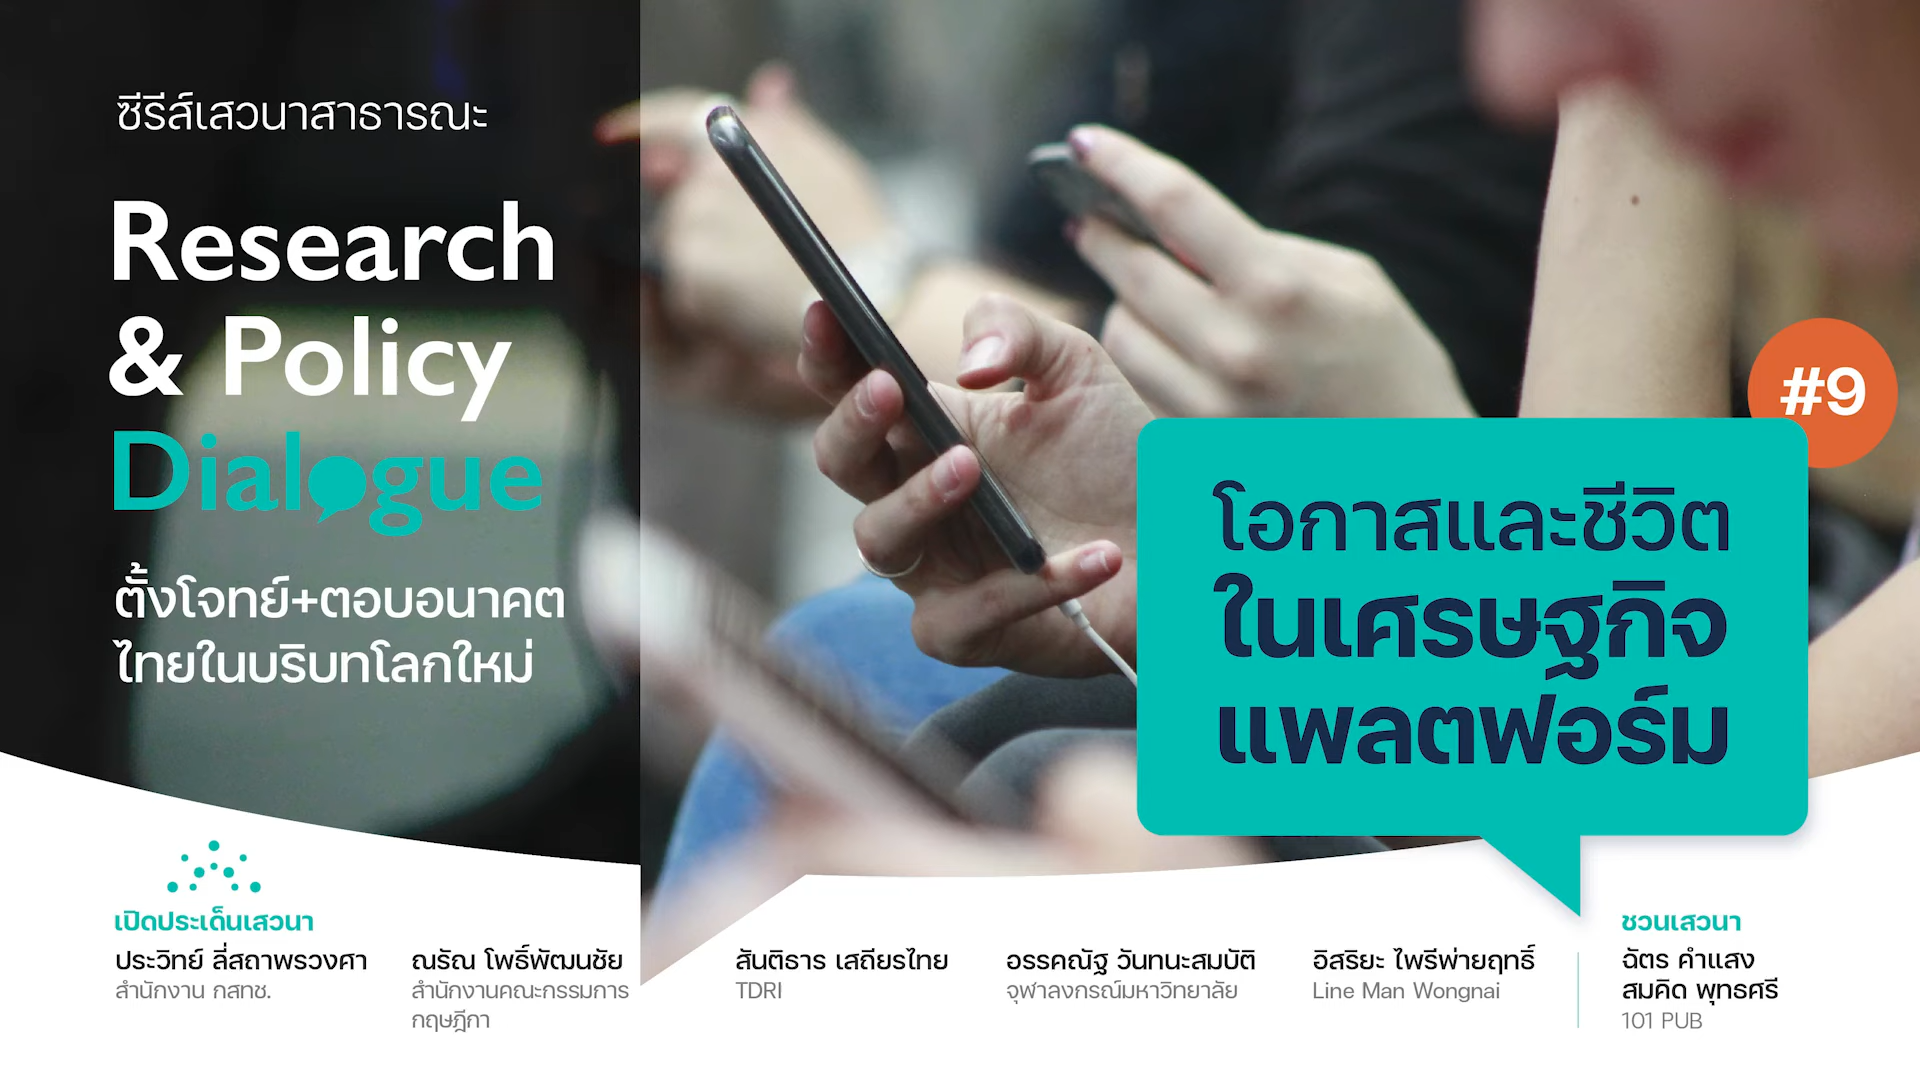 ซีรีส์เสวนาสาธารณะ
Research
& Policy
Dialogue
ตั้งโจทย์+ตอบอนาคต
ไทยในบริบทโลกใหม่
#9
โอกาสและชีวิต
ในเศรษฐกิจ
แพลตฟอร์ม
เปิดประเด็นเสวนา
ประวิทย์ ลี่สถาพรวงศา
สำนักงาน กสทช.
ณรัณ โพธิ์พัฒนชัย
สำนักงานคณะกรรมการ
กฤษฎีกา
สันติธาร เสถียรไทย
TDRI
อรรคณัฐ วันทนะสมบัติ
จุฬาลงกรณ์มหาวิทยาลัย
อิสริยะ ไพรีพ่ายฤทธิ์
Line Man Wongnai
ชวนเสวนา
ฉัตร คำแสง
สมคิด พุทธศรี
101 PUB